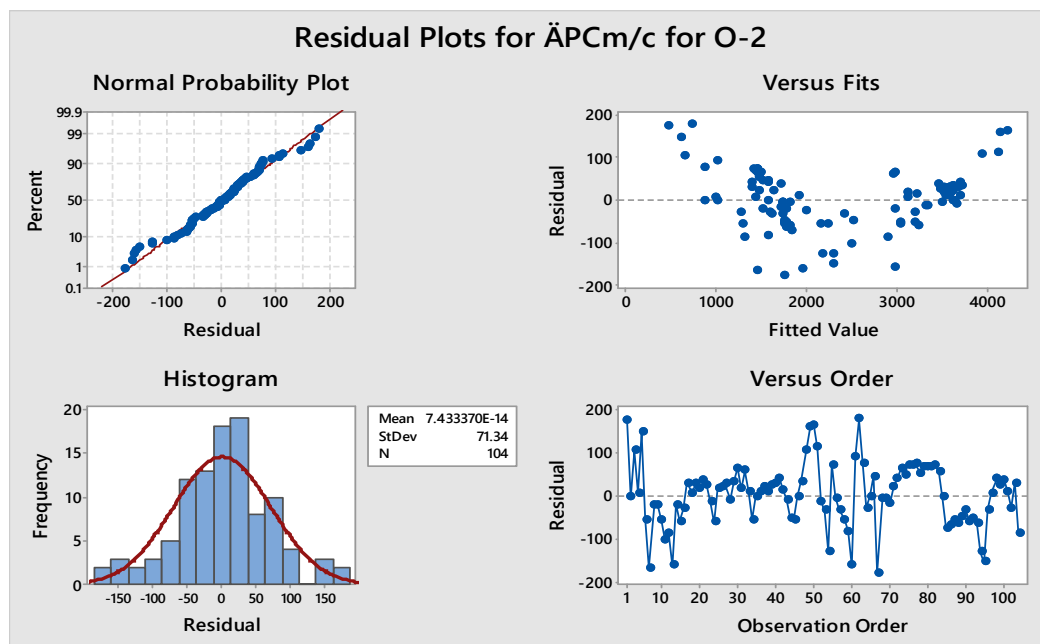 Residual Plots for ÄPCm/c for O-2
Normal Probability Plot
99.9
99
90
50
10
1
0.1
Percent
-200 -100 0 100 200
Residual
Versus Fits
200
100
0
-100
-200
Residual
0 1000 2000 3000 4000
Fitted Value
Histogram
20
15
10
5
0
Frequency
-150 -100 -50 0 50 100 150
Residual
Mean 7.433370E-14
StDev 71.34
N 104
Versus Order
200
100
0
-100
-200
Residual
1 10 20 30 40 50 60 70 80 90 100
Observation Order